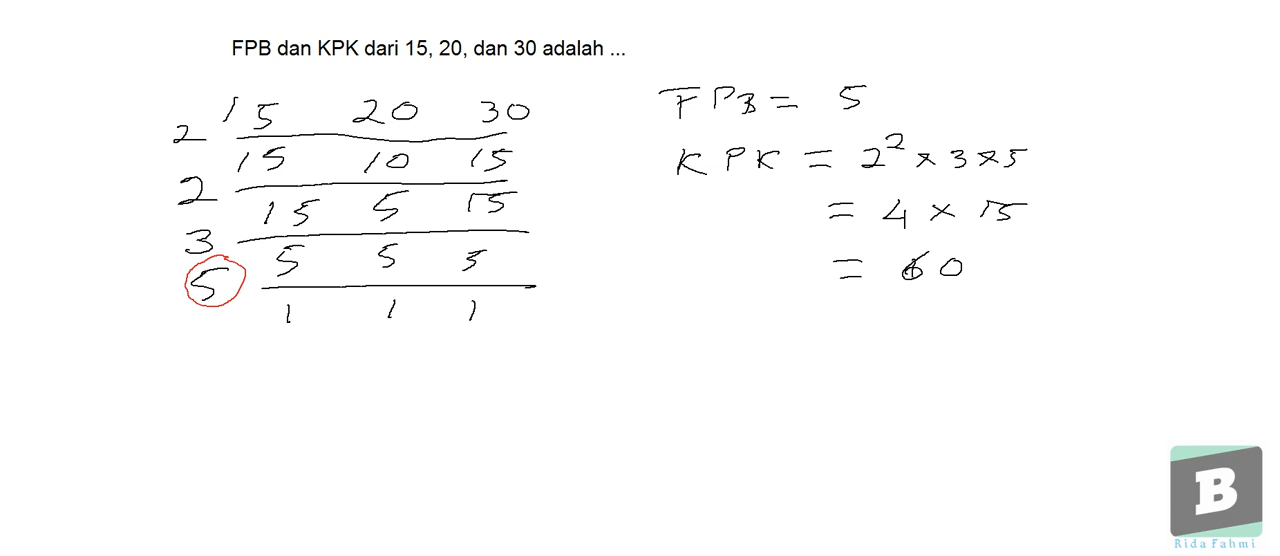 FPB dan KPK dari 15, 20, dan 30 adalah ...
2 15 20 30
2 15 10 15
3 15 5 15
5 5 5 5
1 1 1
FPB = 5
KPK = 2² × 3 × 5
= 4 × 15
= 60
B
Rida Fahmi